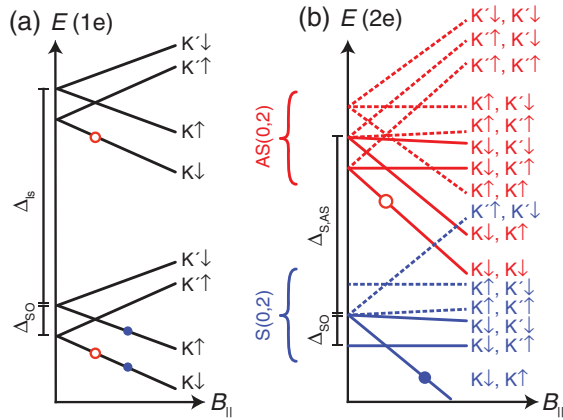 (a) E (1e)
K´↓
K´↑
K↑
K↓
Δls
K´↓
K´↑
ΔSO
K↑
K↓
B||
(b) E (2e)
K´↓, K´↓
K´↑, K´↓
K´↑, K´↑
AS(0,2)
K↑, K´↓
K↑, K´↑
K↓, K´↓
K↓, K´↑
K↑, K↑
K´↑, K´↓
ΔS,AS
K↓, K↑
K↓, K↓
S(0,2)
K↑, K´↓
K↑, K´↑
ΔSO
K↓, K´↓
K↓, K´↑
K↓, K↑
B||